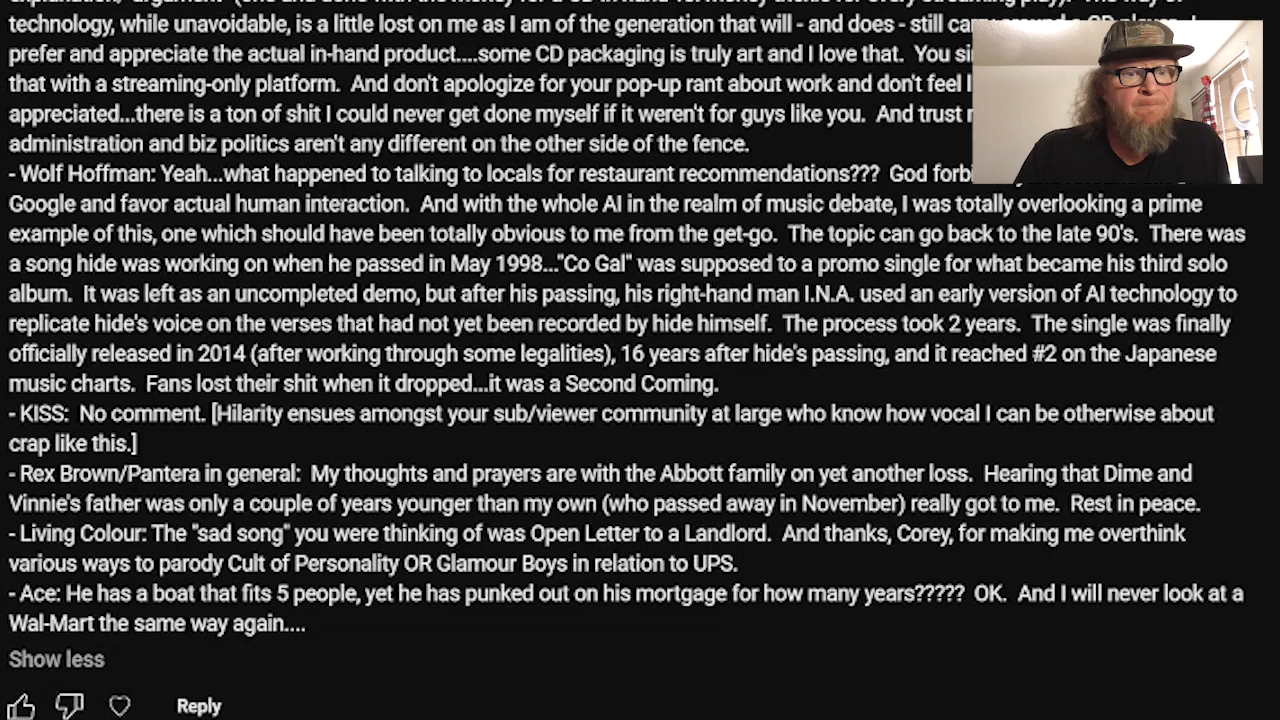 technology, while unavoidable, is a little lost on me as I am of the generation that will - and does - still
prefer and appreciate the actual in-hand product....some CD packaging is truly art and I love that. You
that with a streaming-only platform. And don't apologize for your pop-up rant about work and don't feel
appreciated...there is a ton of shit I could never get done myself if it weren't for guys like you. And trust
administration and biz politics aren't any different on the other side of the fence.
- Wolf Hoffman: Yeah...what happened to talking to locals for restaurant recommendations??? God
Google and favor actual human interaction. And with the whole AI in the realm of music debate, I was totally overlooking a prime
example of this, one which should have been totally obvious to me from the get-go. The topic can go back to the late 90's. There was
a song hide was working on when he passed in May 1998..."Co Gal" was supposed to a promo single for what became his third solo
album. It was left as an uncompleted demo, but after his passing, his right-hand man I.N.A. used an early version of AI technology to
replicate hide's voice on the verses that had not yet been recorded by hide himself. The process took 2 years. The single was finally
officially released in 2014 (after working through some legalities), 16 years after hide's passing, and it reached #2 on the Japanese
music charts. Fans lost their shit when it dropped...it was a Second Coming.
- KISS: No comment. [Hilarity ensues amongst your sub/viewer community at large who know how vocal I can be otherwise about
crap like this.]
- Rex Brown/Pantera in general: My thoughts and prayers are with the Abbott family on yet another loss. Hearing that Dime and
Vinnie's father was only a couple of years younger than my own (who passed away in November) really got to me. Rest in peace.
- Living Colour: The "sad song" you were thinking of was Open Letter to a Landlord. And thanks, Corey, for making me overthink
various ways to parody Cult of Personality OR Glamour Boys in relation to UPS.
- Ace: He has a boat that fits 5 people, yet he has punked out on his mortgage for how many years????? OK. And I will never look at a
Wal-Mart the same way again....
Show less
Reply